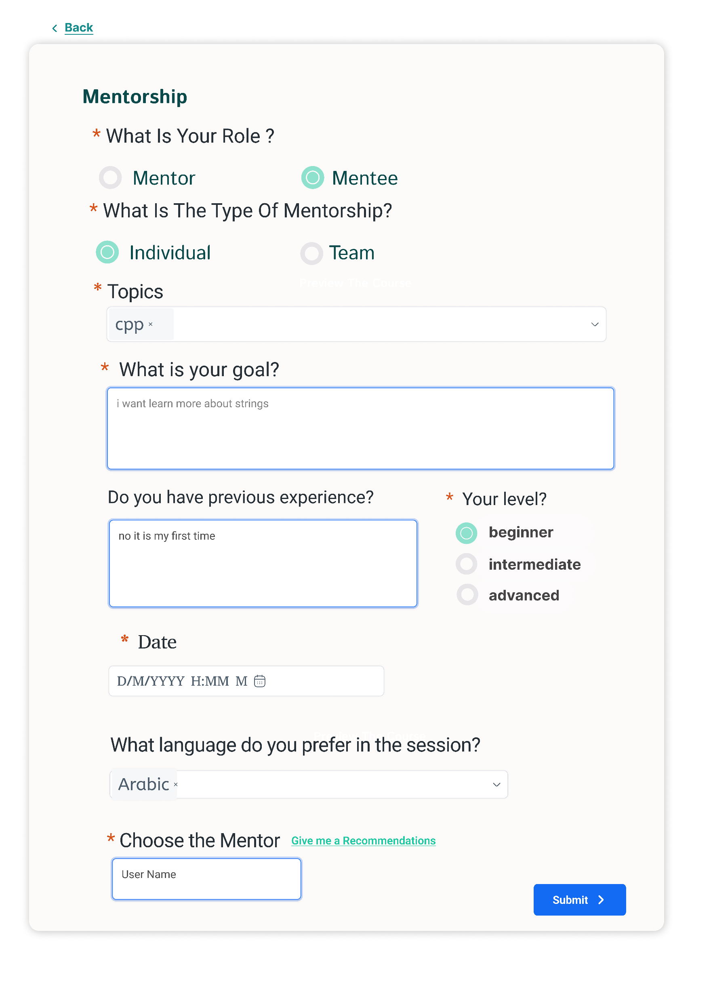 Back
Mentorship
* What Is Your Role ?
Mentor Mentee
* What Is The Type Of Mentorship?
Individual Team
Preview The Course
* Topics
cpp ×
* What is your goal?
i want learn more about strings
Do you have previous experience? * Your level?
no it is my first time
beginner
intermediate
advanced
* Date
D/M/YYYY H:MM M
Preview The Course
What language do you prefer in the session?
Arabic ×
* Choose the Mentor Give me a Recommendations
User Name
Submit